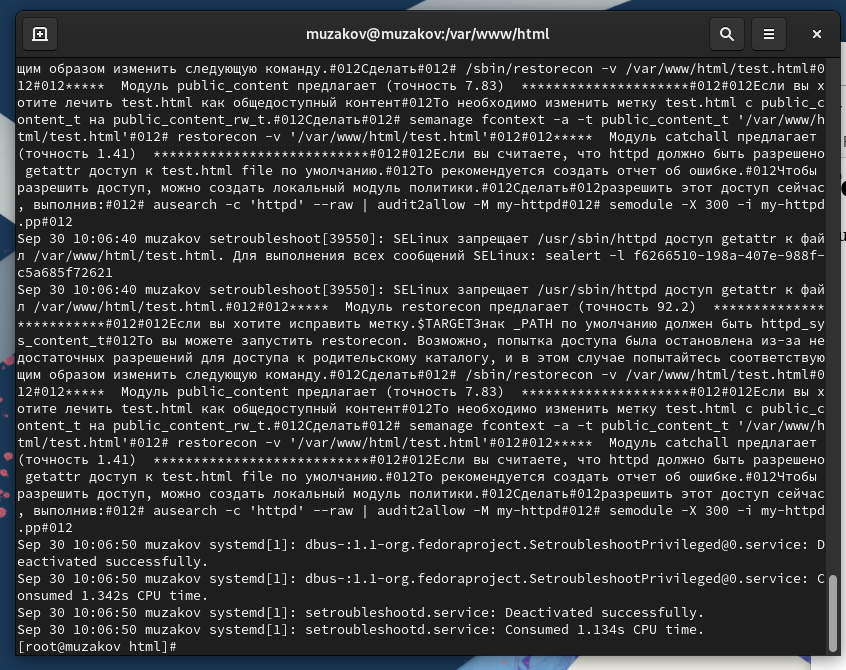 muzakov@muzakov:/var/www/html
щим образом изменить следующую команду.#012Сделать#012# /sbin/restorecon -v /var/www/html/test.html#0
12#012*****  Модуль public_content предлагает (точность 7.83)  *********************#012#012Если вы х
отите лечить test.html как общедоступный контент#012То необходимо изменить метку test.html с public_c
ontent_t на public_content_rw_t.#012Сделать#012# semanage fcontext -a -t public_content_t '/var/www/h
tml/test.html'#012# restorecon -v '/var/www/html/test.html'#012#012*****  Модуль catchall предлагает
(точность 1.41)  ***************************#012#012Если вы считаете, что httpd должно быть разрешено
 getattr доступ к test.html file по умолчанию.#012То рекомендуется создать отчет об ошибке.#012Чтобы
разрешить доступ, можно создать локальный модуль политики.#012Сделать#012разрешить этот доступ сейчас
, выполнив:#012# ausearch -c 'httpd' --raw | audit2allow -M my-httpd#012# semodule -X 300 -i my-httpd
.pp#012
Sep 30 10:06:40 muzakov setroubleshoot[39550]: SELinux запрещает /usr/sbin/httpd доступ getattr к фай
л /var/www/html/test.html. Для выполнения всех сообщений SELinux: sealert -l f6266510-198a-407e-988f-
c5a685f72621
Sep 30 10:06:40 muzakov setroubleshoot[39550]: SELinux запрещает /usr/sbin/httpd доступ getattr к фай
л /var/www/html/test.html.#012#012*****  Модуль restorecon предлагает (точность 92.2)  **************
***********#012#012Если вы хотите исправить метку.$TARGETЗнак _PATH по умолчанию должен быть httpd_sy
s_content_t#012То вы можете запустить restorecon. Возможно, попытка доступа была остановлена из-за не
достаточных разрешений для доступа к родительскому каталогу, и в этом случае попытайтесь соответствую
щим образом изменить следующую команду.#012Сделать#012# /sbin/restorecon -v /var/www/html/test.html#0
12#012*****  Модуль public_content предлагает (точность 7.83)  *********************#012#012Если вы х
отите лечить test.html как общедоступный контент#012То необходимо изменить метку test.html с public_c
ontent_t на public_content_rw_t.#012Сделать#012# semanage fcontext -a -t public_content_t '/var/www/h
tml/test.html'#012# restorecon -v '/var/www/html/test.html'#012#012*****  Модуль catchall предлагает
(точность 1.41)  ***************************#012#012Если вы считаете, что httpd должно быть разрешено
 getattr доступ к test.html file по умолчанию.#012То рекомендуется создать отчет об ошибке.#012Чтобы
разрешить доступ, можно создать локальный модуль политики.#012Сделать#012разрешить этот доступ сейчас
, выполнив:#012# ausearch -c 'httpd' --raw | audit2allow -M my-httpd#012# semodule -X 300 -i my-httpd
.pp#012
Sep 30 10:06:50 muzakov systemd[1]: dbus-:1.1-org.fedoraproject.SetroubleshootPrivileged@0.service: D
eactivated successfully.
Sep 30 10:06:50 muzakov systemd[1]: dbus-:1.1-org.fedoraproject.SetroubleshootPrivileged@0.service: C
onsumed 1.342s CPU time.
Sep 30 10:06:50 muzakov systemd[1]: setroubleshootd.service: Deactivated successfully.
Sep 30 10:06:50 muzakov systemd[1]: setroubleshootd.service: Consumed 1.134s CPU time.
[root@muzakov html]#